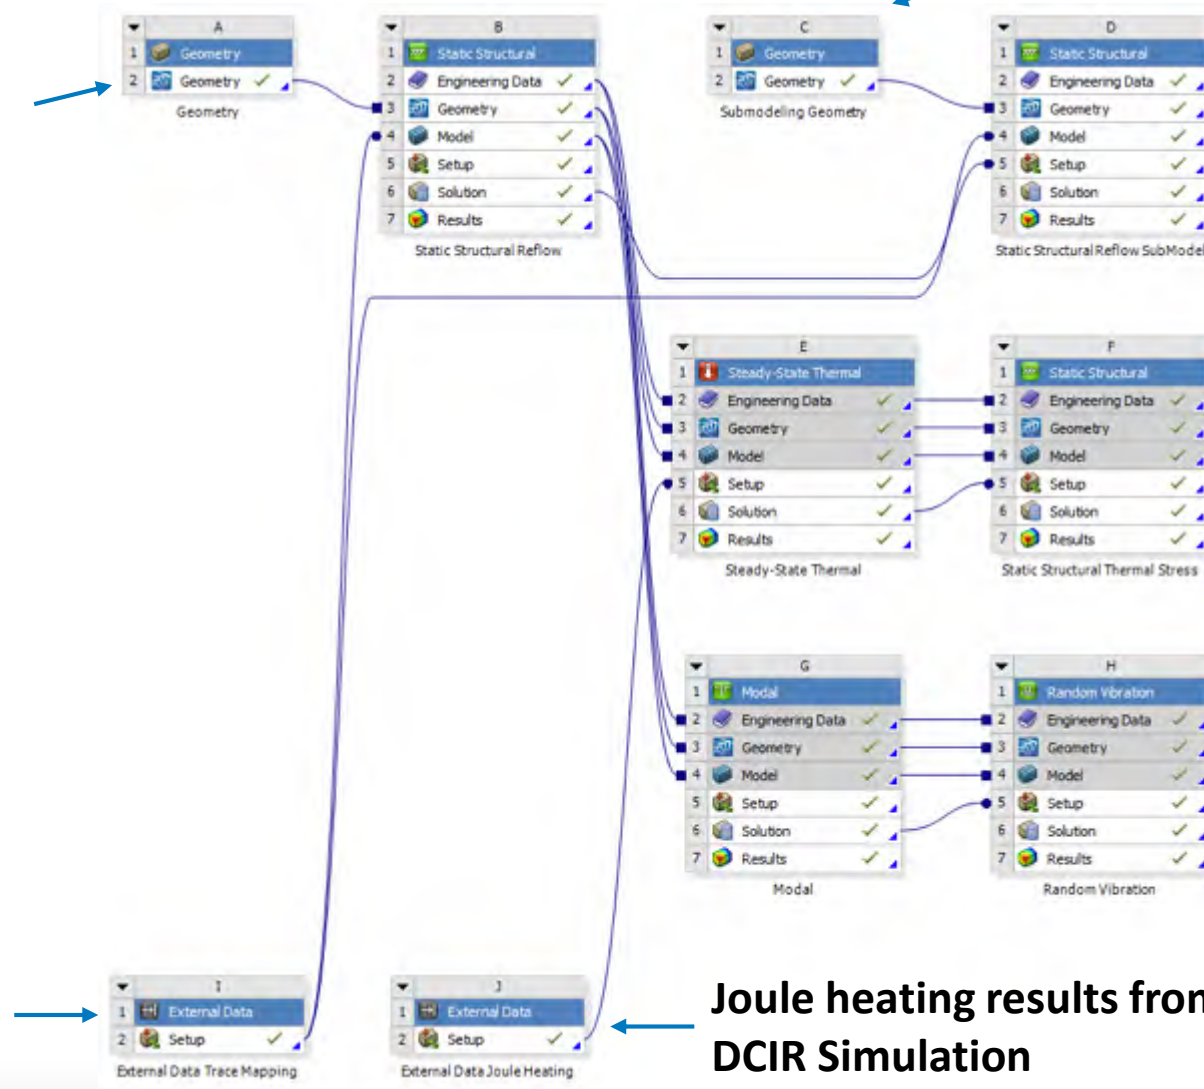 A
1 Geometry
2 Geometry
Geometry
B
1 Static Structural
2 Engineering Data
3 Geometry
4 Model
5 Setup
6 Solution
7 Results
Static Structural Reflow
C
1 Geometry
2 Geometry
Submodeling Geometry
D
1 Static Structural
2 Engineering Data
3 Geometry
4 Model
5 Setup
6 Solution
7 Results
Static Structural Reflow SubModel
E
1 Steady-State Thermal
2 Engineering Data
3 Geometry
4 Model
5 Setup
6 Solution
7 Results
Steady-State Thermal
F
1 Static Structural
2 Engineering Data
3 Geometry
4 Model
5 Setup
6 Solution
7 Results
Static Structural Thermal Stress
G
1 Modal
2 Engineering Data
3 Geometry
4 Model
5 Setup
6 Solution
7 Results
Modal
H
1 Random Vibration
2 Engineering Data
3 Geometry
4 Model
5 Setup
6 Solution
7 Results
Random Vibration
I
1 External Data
2 Setup
External Data Trace Mapping
J
1 External Data
2 Setup
External Data Joule Heating
Joule heating results from
DCIR Simulation